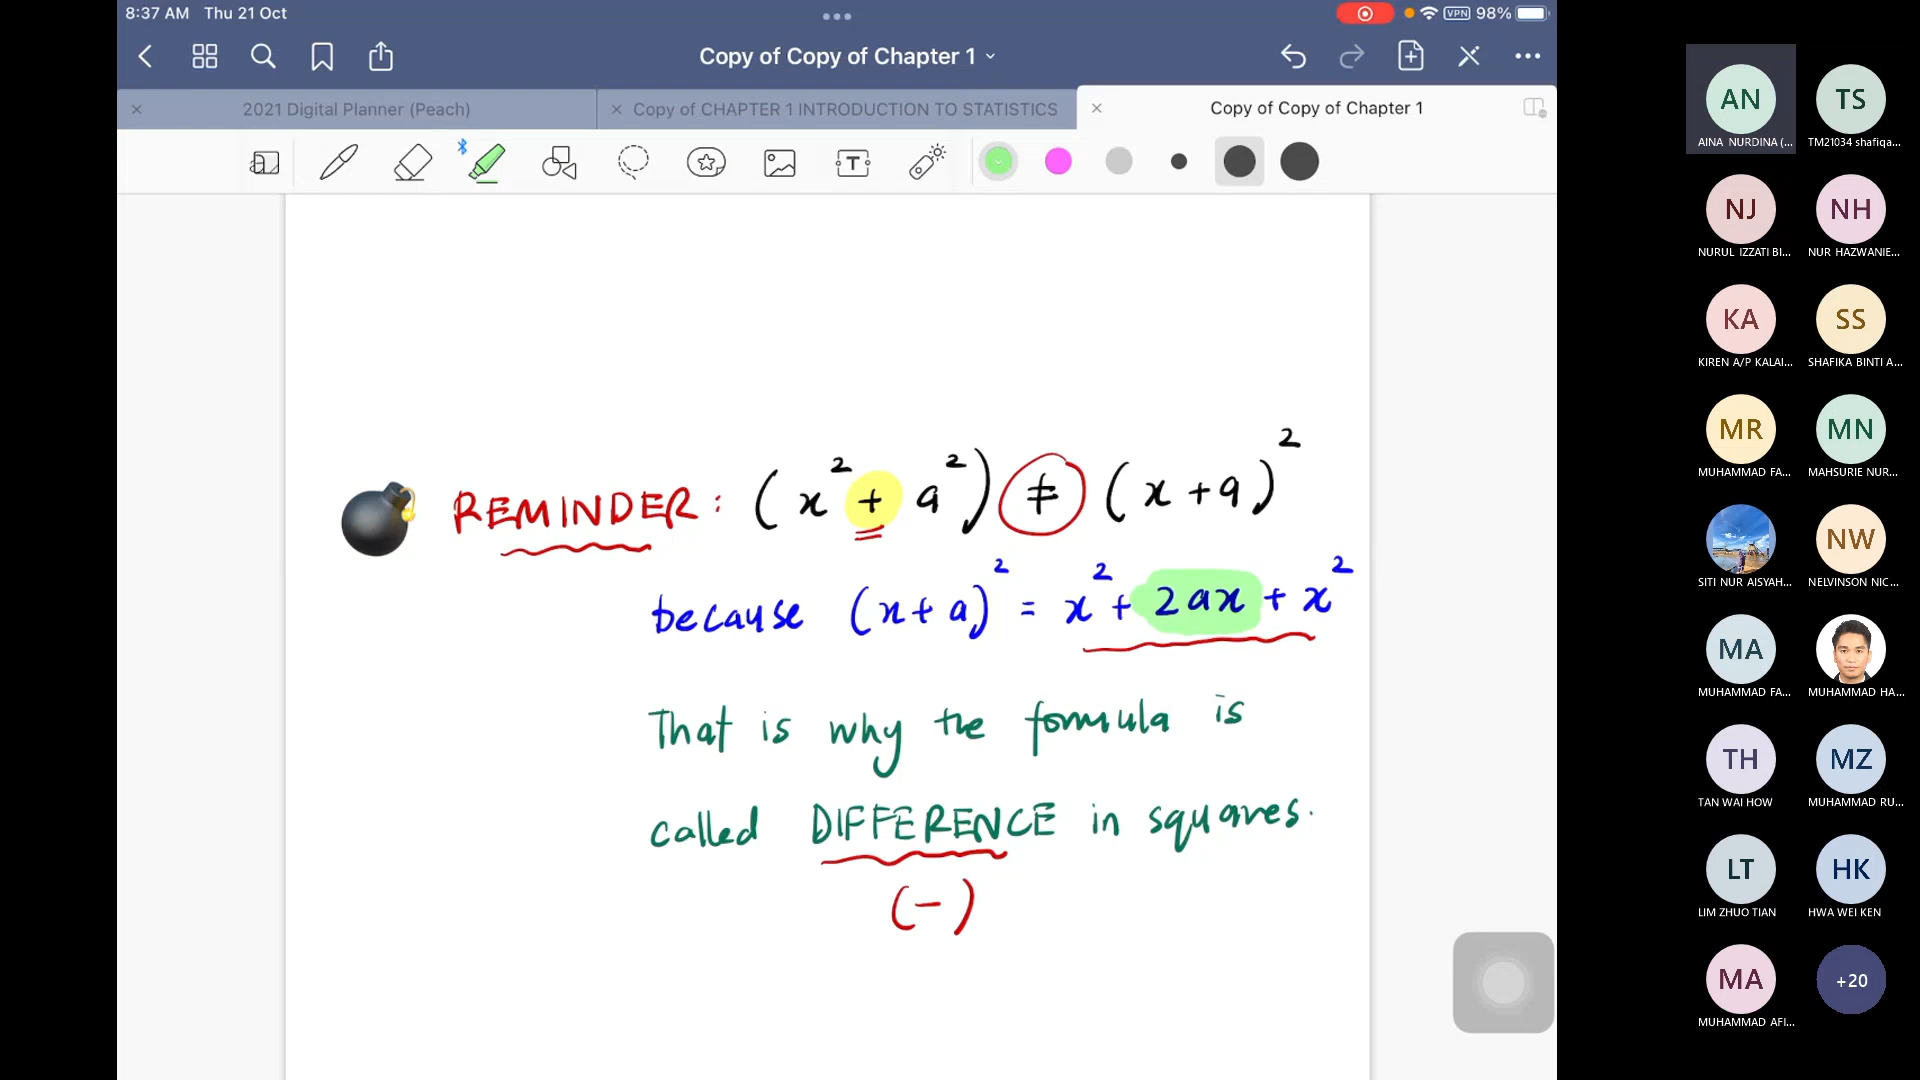 8:37 AM Thu 21 Oct
VPN 98%
Copy of Copy of Chapter 1
2021 Digital Planner (Peach)
Copy of CHAPTER 1 INTRODUCTION TO STATISTICS
Copy of Copy of Chapter 1
T
REMINDER: (x² + a²) ≠ (x + a)²
because (x + a)² = x² + 2ax + x²
That is why the formula is
called DIFFERENCE in squares.
(-)
AN
AINA NURDINA (...
TS
TM21034 shafiqa...
NJ
NURUL IZZATI BI...
NH
NUR HAZWANIE...
KA
KIREN A/P KALAI...
SS
SHAFIKA BINTI A...
MR
MUHAMMAD FA...
MN
MAHSURIE NUR...
SITI NUR AISYAH...
NW
NELVINSON NIC...
MA
MUHAMMAD FA...
MUHAMMAD HA...
TH
TAN WAI HOW
MZ
MUHAMMAD RU...
LT
LIM ZHUO TIAN
HK
HWA WEI KEN
MA
MUHAMMAD AFI...
+20